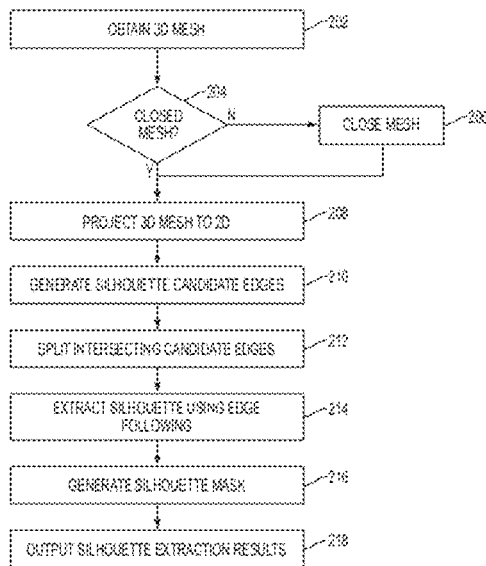 OBTAIN 3D MESH
202
204
CLOSED
MESH?
N
CLOSE MESH
206
Y
PROJECT 3D MESH TO 2D
208
GENERATE SILHOUETTE CANDIDATE EDGES
210
SPLIT INTERSECTING CANDIDATE EDGES
212
EXTRACT SILHOUETTE USING EDGE
FOLLOWING
214
GENERATE SILHOUETTE MASK
216
OUTPUT SILHOUETTE EXTRACTION RESULTS
218